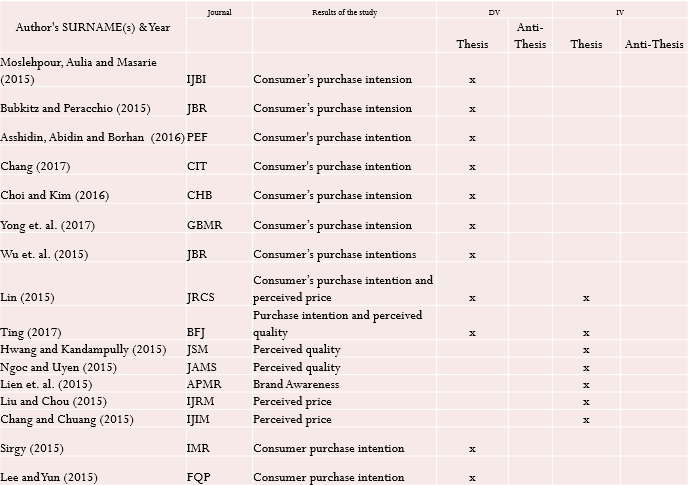 Author's SURNAME(s) &Year Journal Results of the study DV IV
Thesis Anti-Thesis Thesis Anti-Thesis
Moslehpour, Aulia and Masarie (2015) IJBI Consumer's purchase intension x
Bubkitz and Peracchio (2015) JBR Consumer's purchase intension x
Asshidin, Abidin and Borhan (2016) PEF Consumer's purchase intention x
Chang (2017) CIT Consumer's purchase intention x
Choi and Kim (2016) CHB Consumer's purchase intension x
Yong et. al. (2017) GBMR Consumer's purchase intension x
Wu et. al. (2015) JBR Consumer's purchase intentions x
Lin (2015) JRCS Consumer's purchase intention and perceived price x x
Ting (2017) BFJ Purchase intention and perceived quality x x
Hwang and Kandampully (2015) JSM Perceived quality x
Ngoc and Uyen (2015) JAMS Perceived quality x
Lien et. al. (2015) APMR Brand Awareness x
Liu and Chou (2015) IJRM Perceived price x
Chang and Chuang (2015) IJIM Perceived price x
Sirgy (2015) IMR Consumer purchase intention x
Lee andYun (2015) FQP Consumer purchase intention x